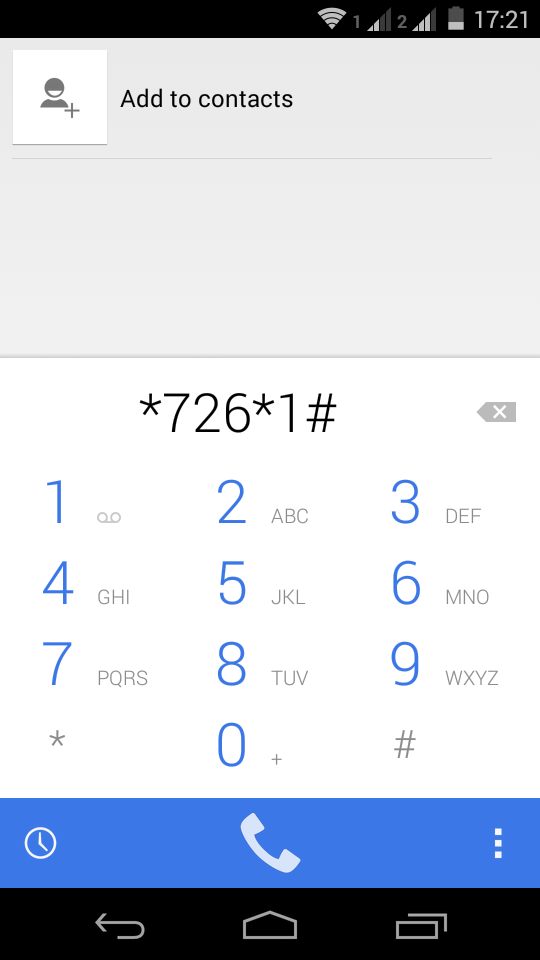 1 2 17:21
Add to contacts
*726*1#
1 2 ABC 3 DEF
4 GHI 5 JKL 6 MNO
7 PQRS 8 TUV 9 WXYZ
* 0 + #